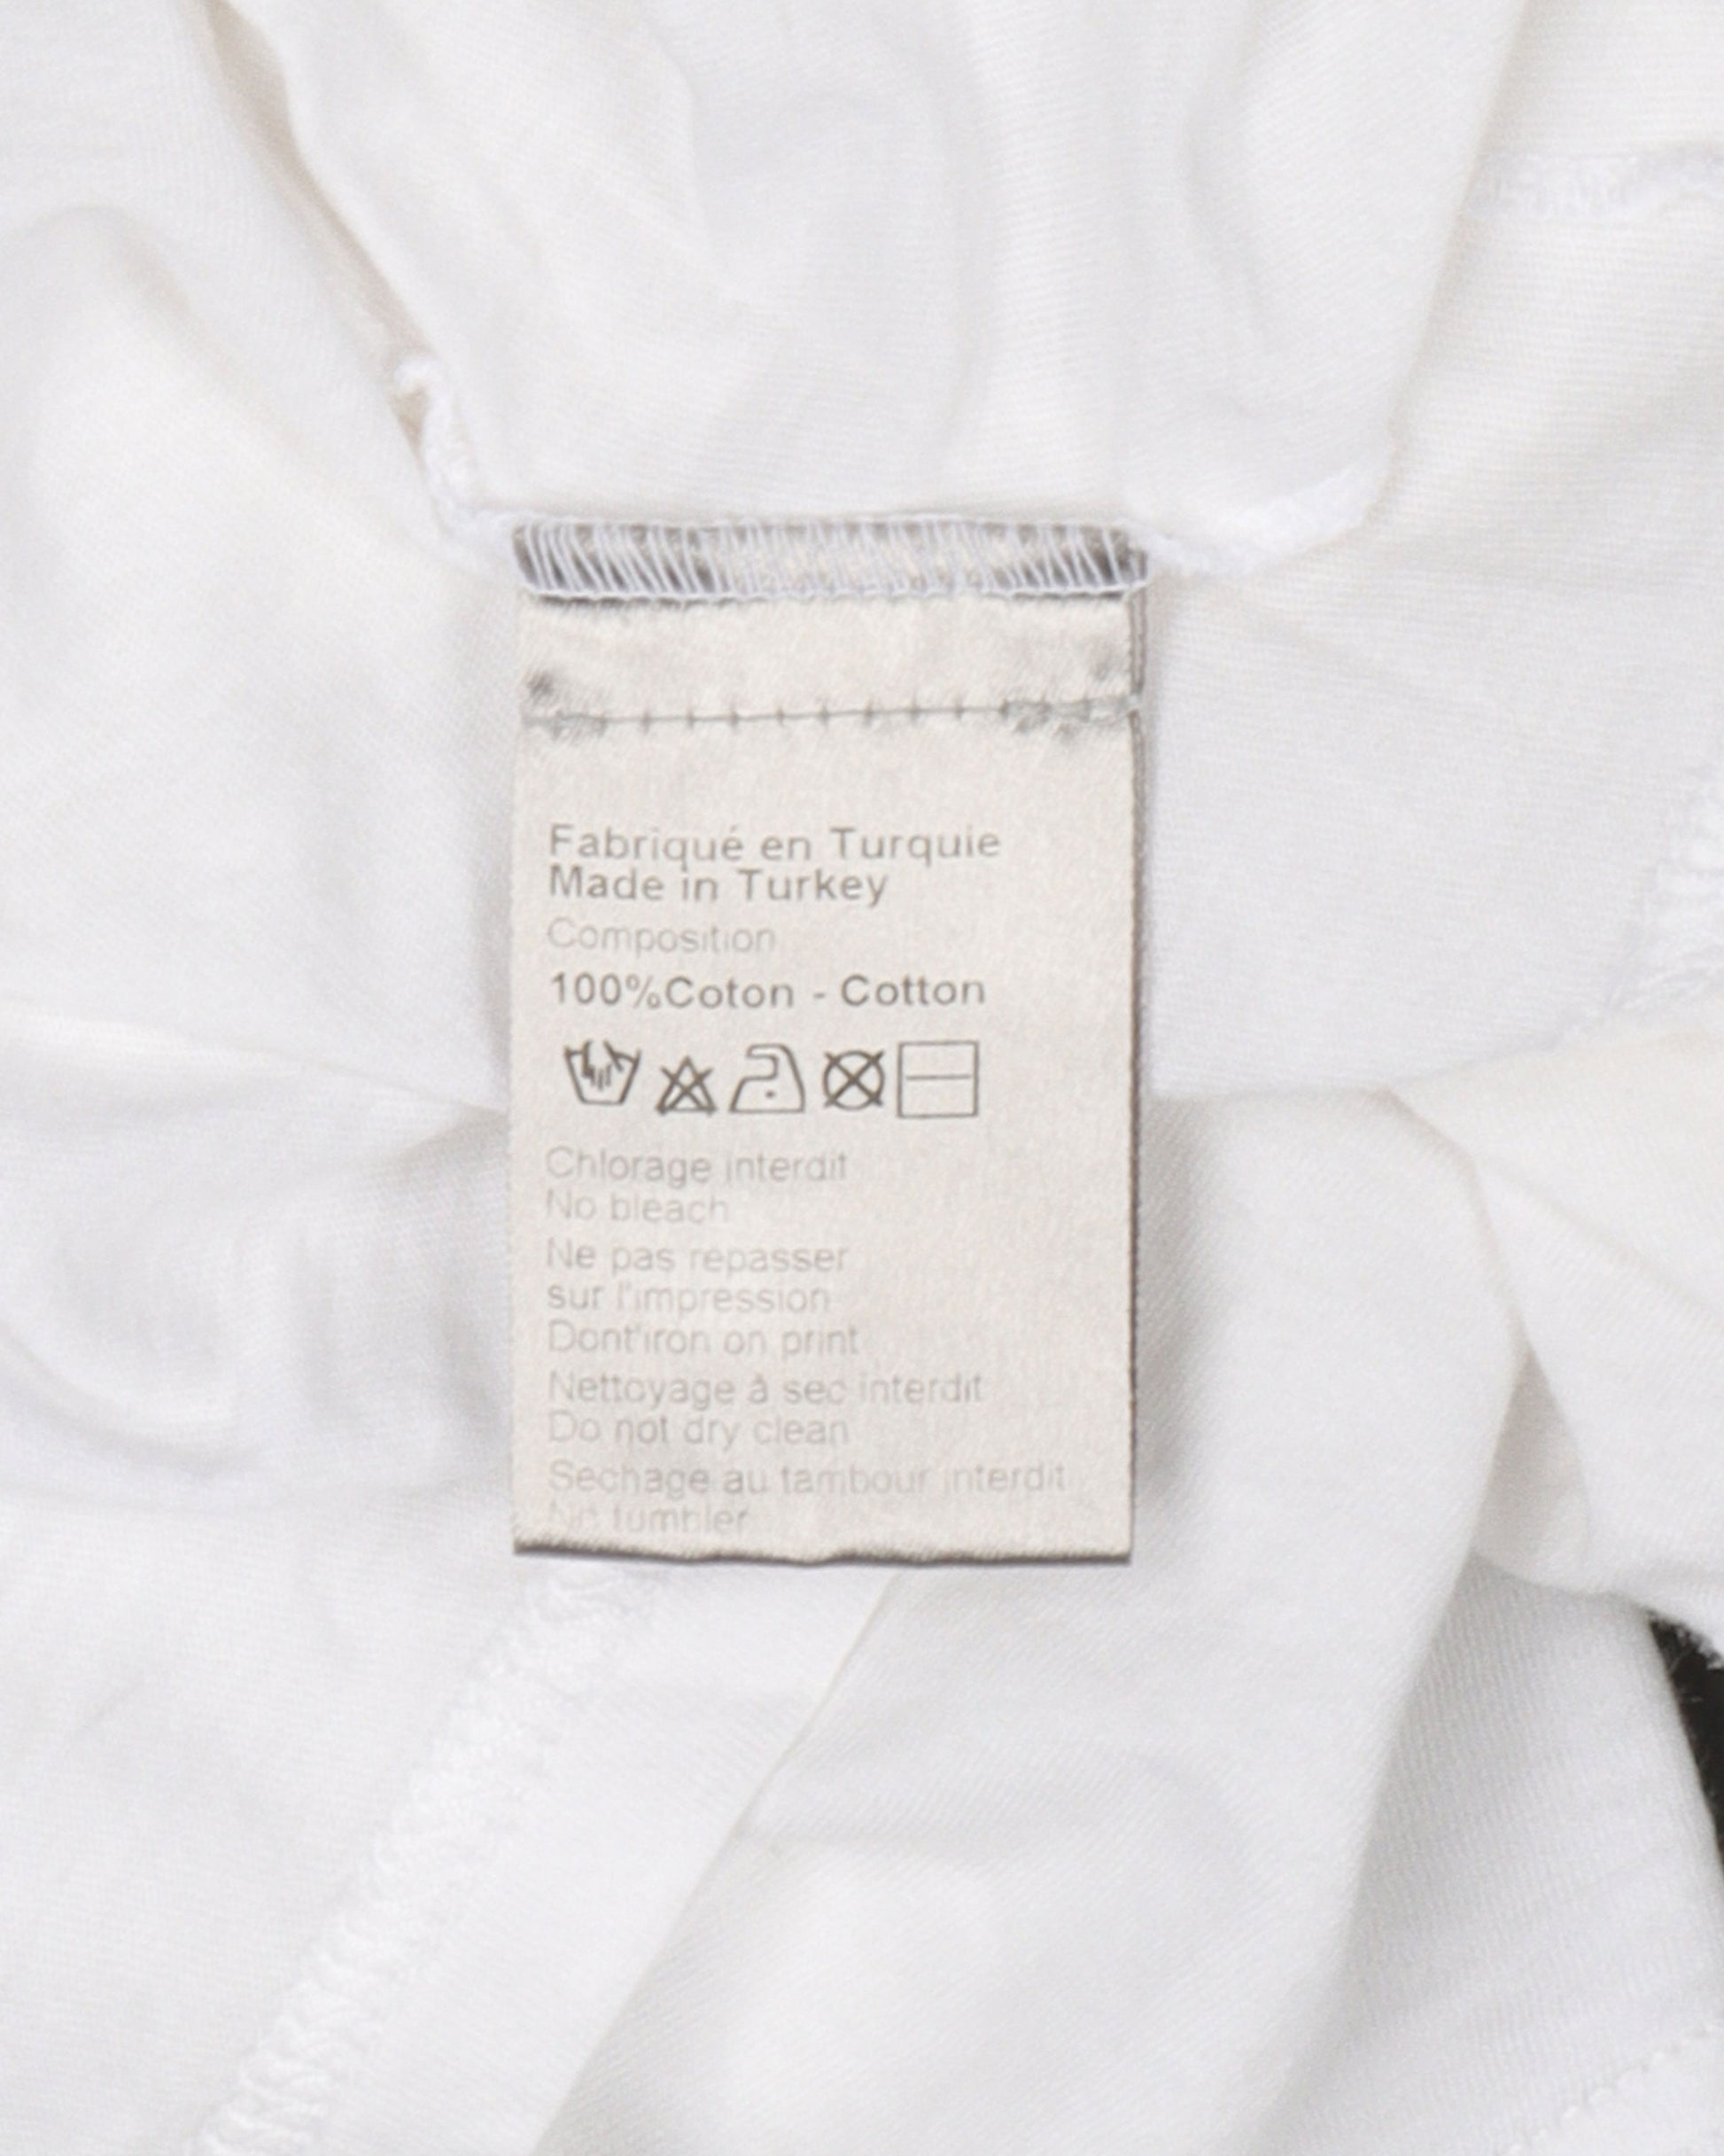 Fabriqué en Turquie
Made in Turkey
Composition
100%Coton - Cotton
Chlorage interdit
No bleach
Ne pas repasser
sur l'impression
Dont'iron on print
Nettoyage à sec interdit
Do not dry clean
Sechage au tambour interdit
No tumbler